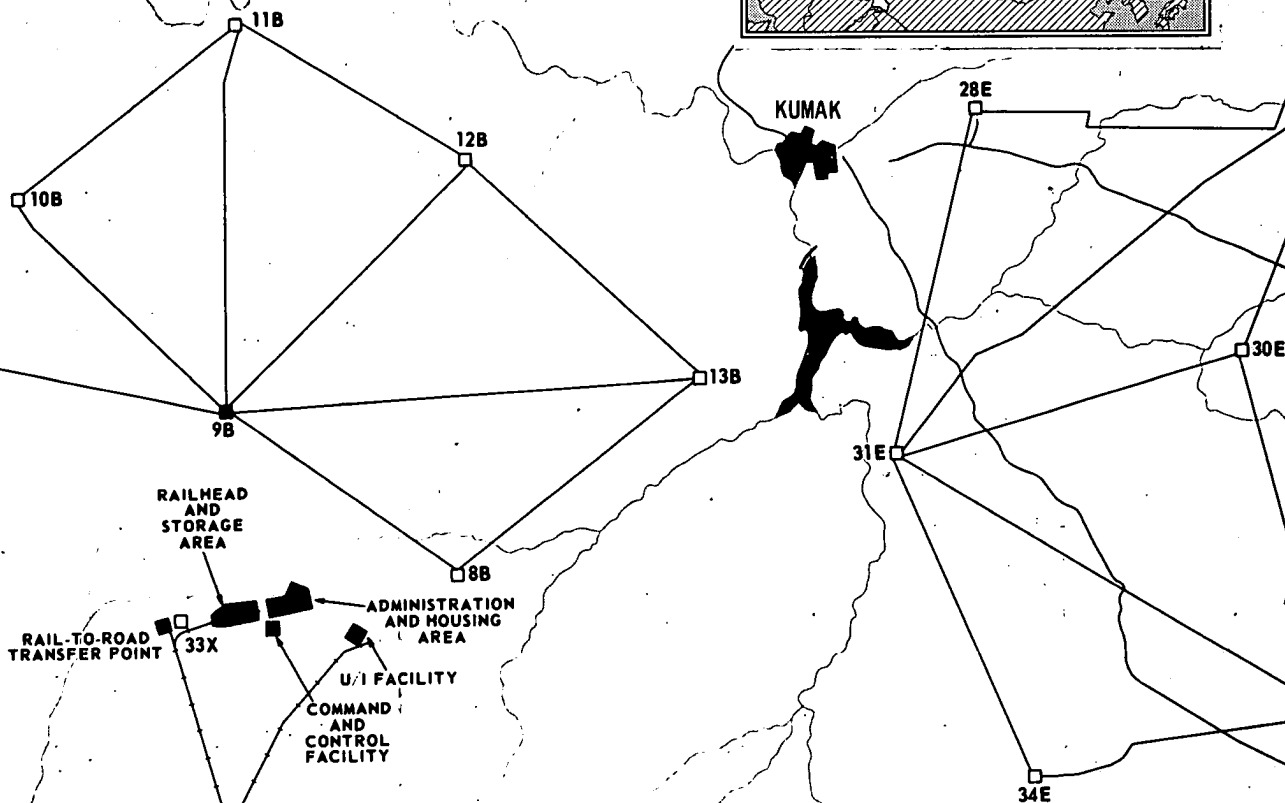 11B
28E
KUMAK
12B
10B
30E
13B
9B
31E
RAILHEAD
AND
STORAGE
AREA
8B
ADMINISTRATION
AND HOUSING
AREA
RAIL-TO-ROAD
TRANSFER POINT
33X
U/I FACILITY
COMMAND
AND
CONTROL
FACILITY
34E